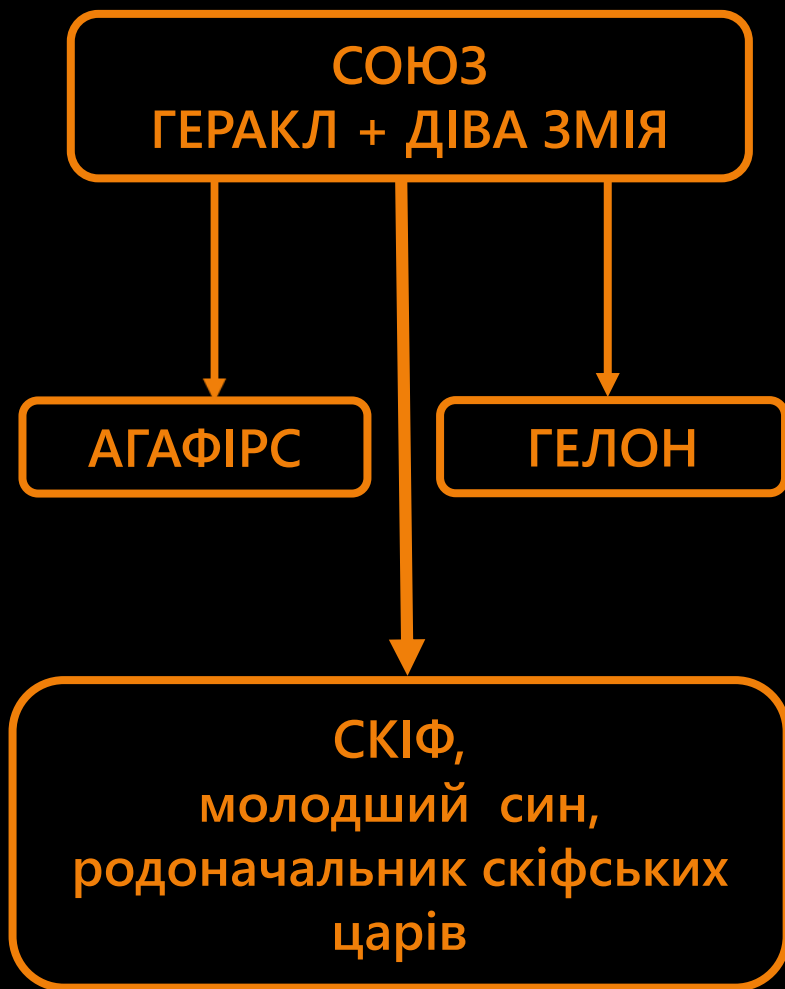 СОЮЗ
ГЕРАКЛ + ДІВА ЗМІЯ
АГАФІРС
ГЕЛОН
СКІФ,
молодший син,
родоначальник скіфських
царів